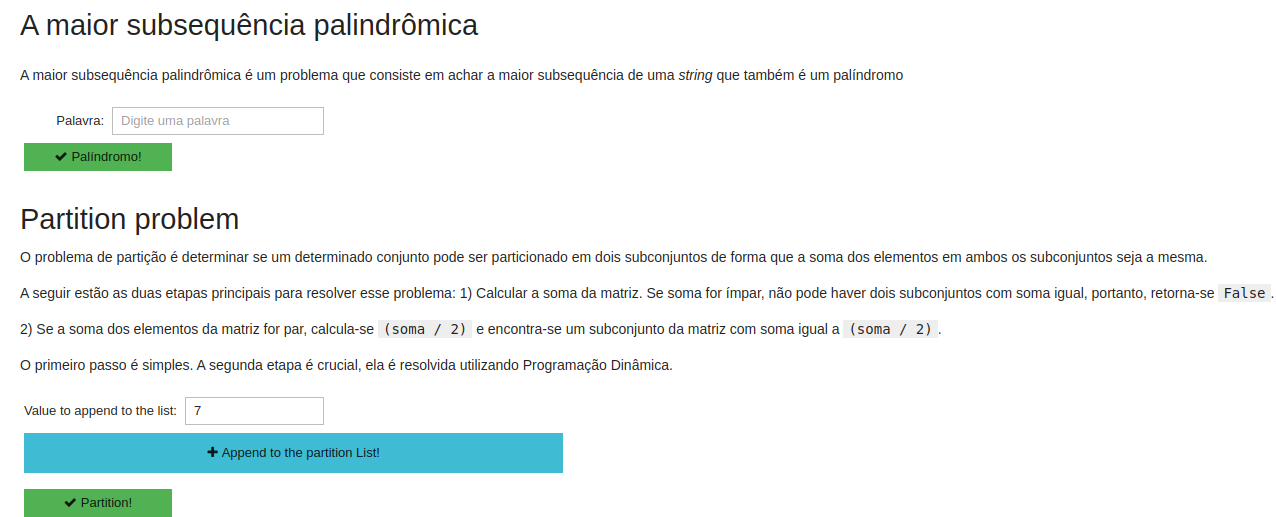 A maior subsequência palindrômica
A maior subsequência palindrômica é um problema que consiste em achar a maior subsequência de uma string que também é um palíndromo
Palavra: Digite uma palavra
Palíndromo!
Partition problem
O problema de partição é determinar se um determinado conjunto pode ser particionado em dois subconjuntos de forma que a soma dos elementos em ambos os subconjuntos seja a mesma.
A seguir estão as duas etapas principais para resolver esse problema: 1) Calcular a soma da matriz. Se soma for ímpar, não pode haver dois subconjuntos com soma igual, portanto, retorna-se False.
2) Se a soma dos elementos da matriz for par, calcula-se (soma / 2) e encontra-se um subconjunto da matriz com soma igual a (soma / 2).
O primeiro passo é simples. A segunda etapa é crucial, ela é resolvida utilizando Programação Dinâmica.
Value to append to the list: 7
Append to the partition List!
Partition!